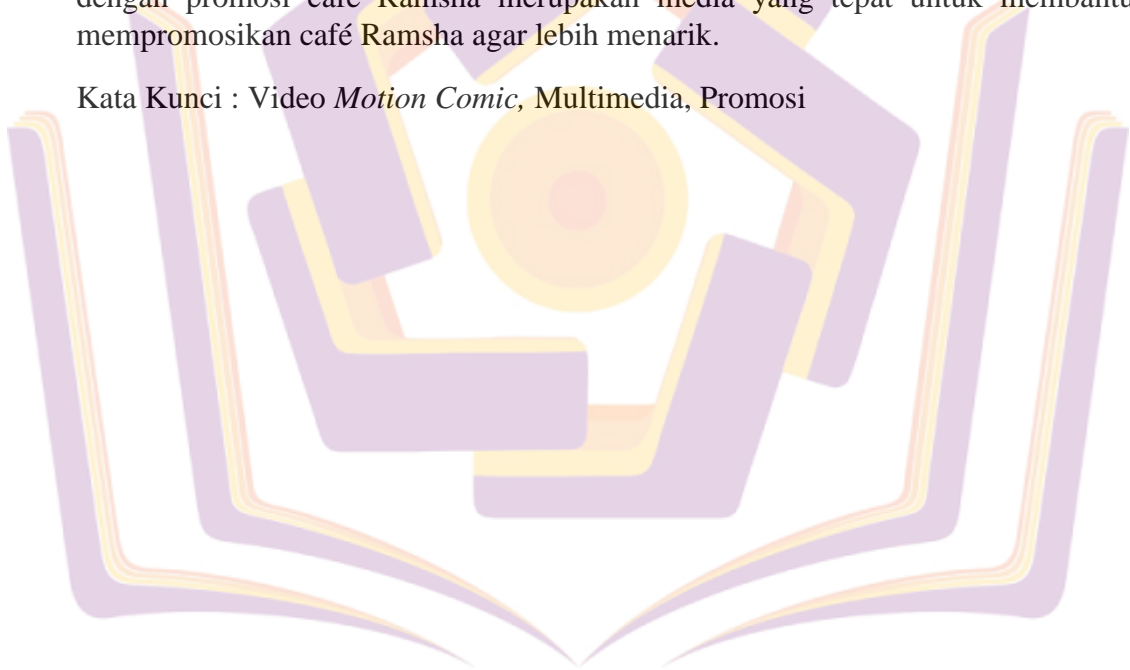 dengan promosi café Ramsha merupakan media yang tepat untuk membantu
mempromosikan café Ramsha agar lebih menarik.
Kata Kunci : Video Motion Comic, Multimedia, Promosi